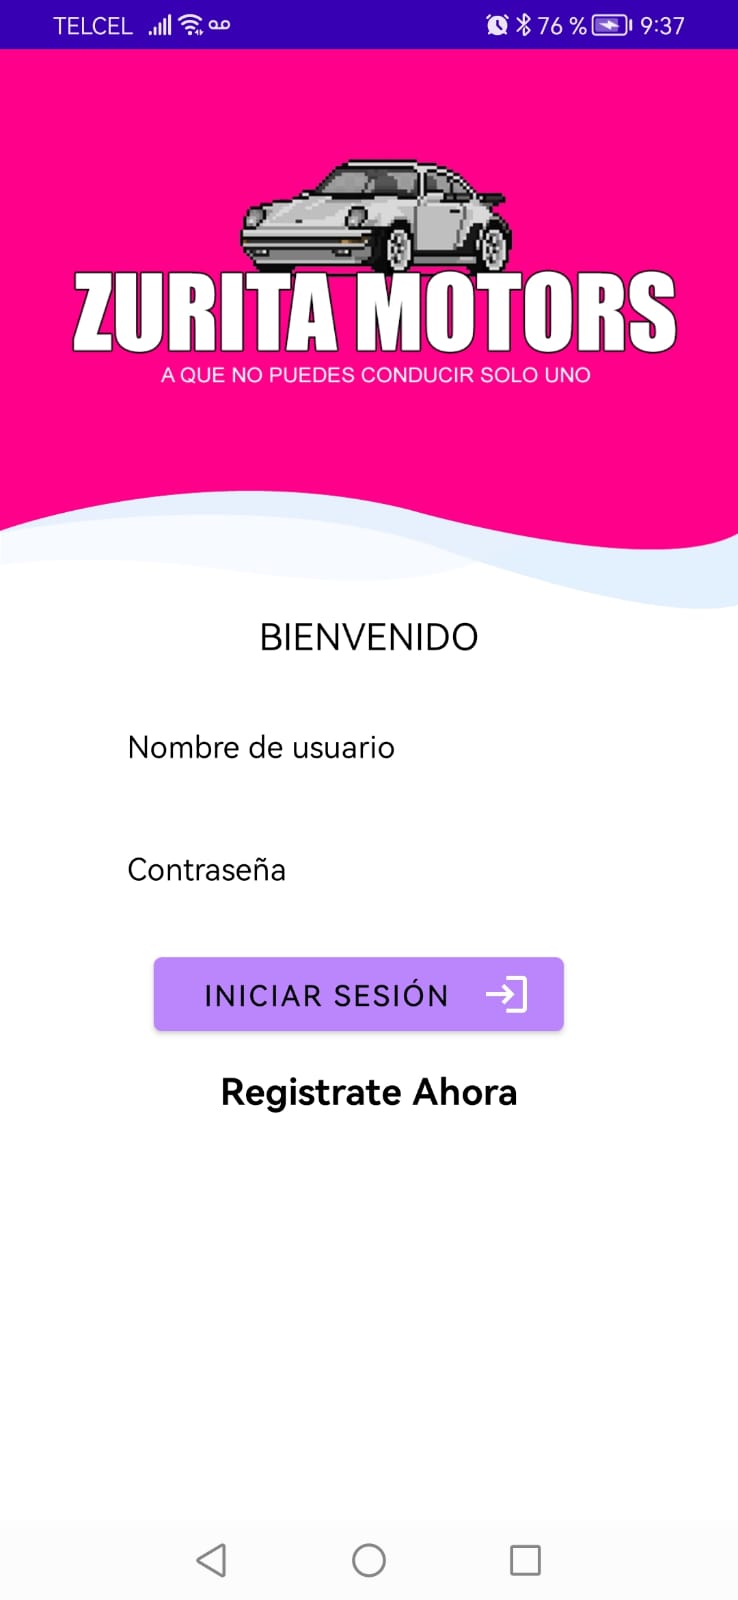 TELCEL 76 % 9:37
ZURITA MOTORS
A QUE NO PUEDES CONDUCIR SOLO UNO
BIENVENIDO
Nombre de usuario
Contraseña
INICIAR SESIÓN
Registrate Ahora